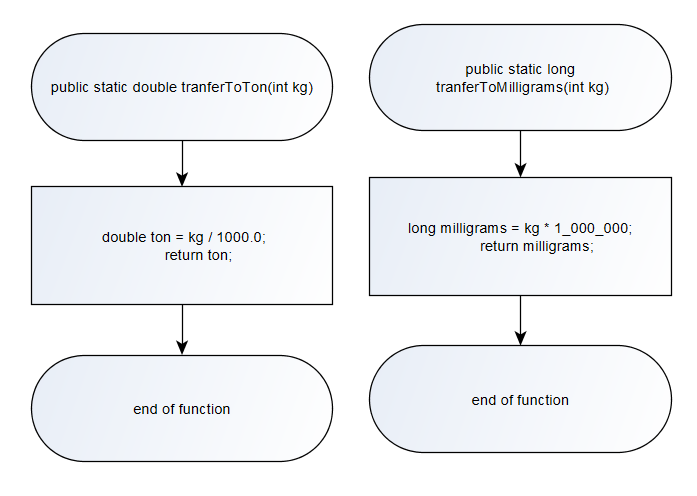 public static double tranferToTon(int kg)
double ton = kg / 1000.0;
return ton;
end of function
public static long
tranferToMilligrams(int kg)
long milligrams = kg * 1_000_000;
return milligrams;
end of function